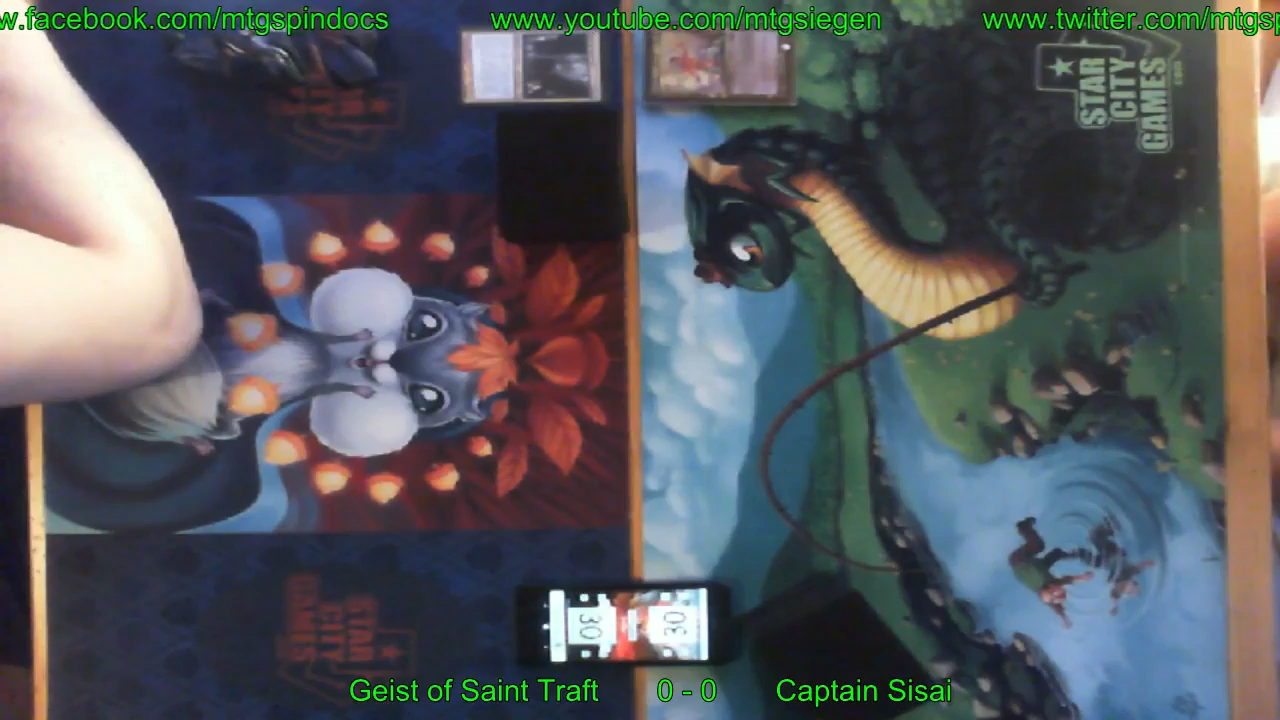 w.facebook.com/mtgspindocs
www.youtube.com/mtgsiegen
www.twitter.com/mtgsp
STAR
CITY
GAMES
STAR
GAMES
30
30
Geist of Saint Traft
0 - 0
Captain Sisai